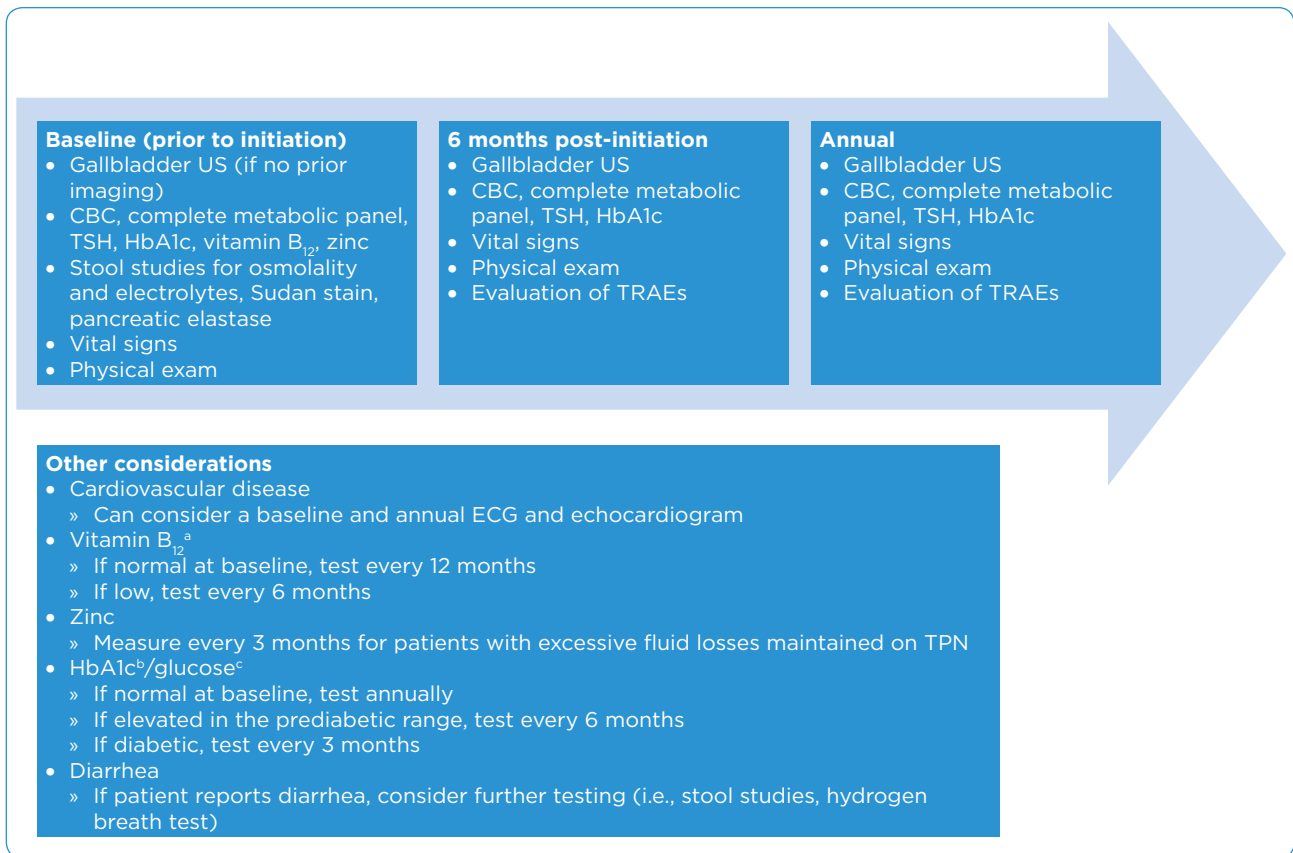 Baseline (prior to initiation)
• Gallbladder US (if no prior
imaging)
• CBC, complete metabolic panel,
TSH, HbA1c, vitamin B12, zinc
• Stool studies for osmolality
and electrolytes, Sudan stain,
pancreatic elastase
• Vital signs
• Physical exam
6 months post-initiation
• Gallbladder US
• CBC, complete metabolic
panel, TSH, HbA1c
• Vital signs
• Physical exam
• Evaluation of TRAEs
Annual
• Gallbladder US
• CBC, complete metabolic
panel, TSH, HbA1c
• Vital signs
• Physical exam
• Evaluation of TRAEs
Other considerations
• Cardiovascular disease
» Can consider a baseline and annual ECG and echocardiogram
• Vitamin B12a
» If normal at baseline, test every 12 months
» If low, test every 6 months
• Zinc
» Measure every 3 months for patients with excessive fluid losses maintained on TPN
• HbA1cb/glucosec
» If normal at baseline, test annually
» If elevated in the prediabetic range, test every 6 months
» If diabetic, test every 3 months
• Diarrhea
» If patient reports diarrhea, consider further testing (i.e., stool studies, hydrogen
breath test)